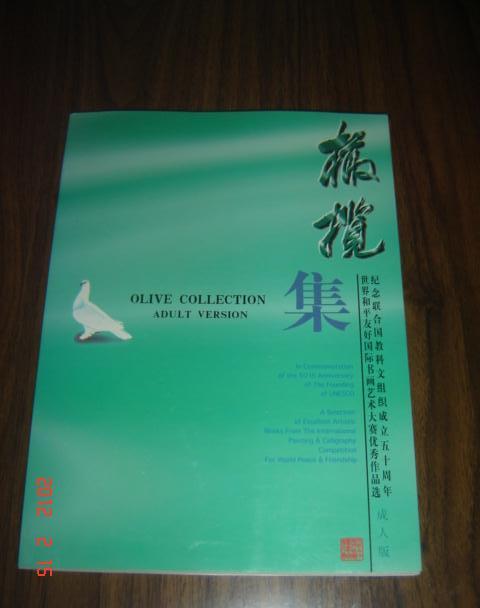 橄
榄
集
OLIVE COLLECTION
ADULT VERSION
纪念联合国教科文组织成立五十周年
世界和平友好国际书画艺术大赛优秀作品选
成人版
In Commemoration
of the 50 th Anniversary
of The Founding
of UNESCO
A Selection
of Excellent Artistic
Works From The International
Painting & Calligraphy
Competition
For World Peace & Friendship
2012 2 15